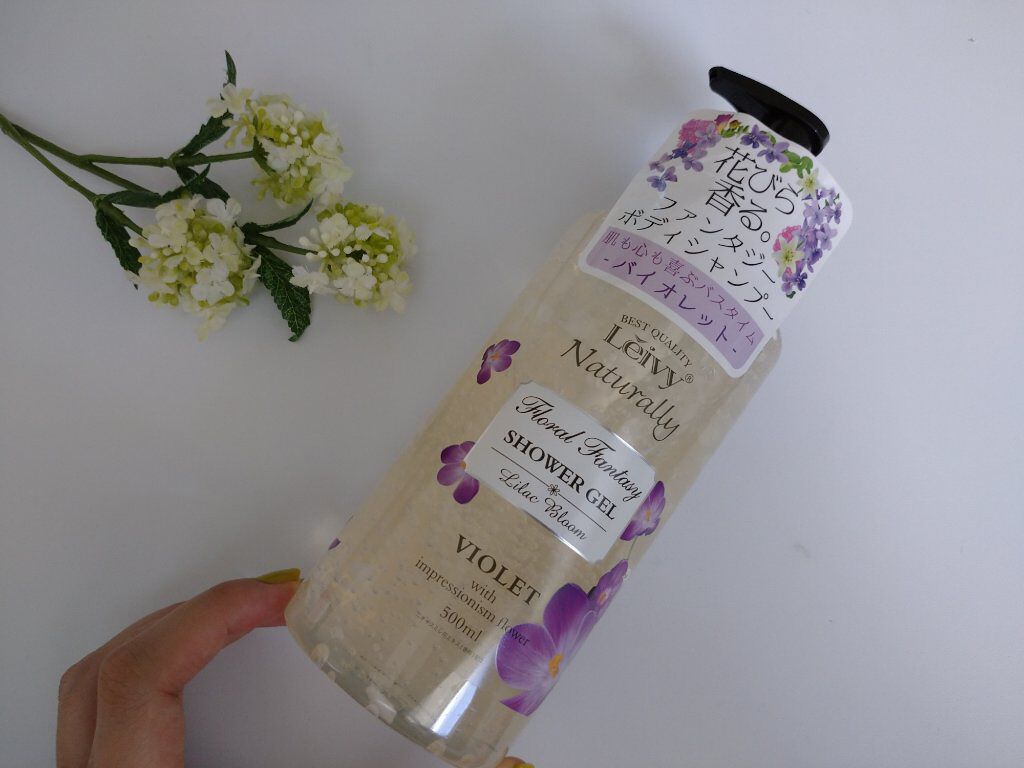 花びら
香る。
ファンタジー
ボディシャンプー
肌も心も喜ぶバスタイム
-バイオレット-
BEST QUALITY
Leivy®
Naturally
Floral Fantasy
SHOWER GEL
Lilac Bloom
VIOLET
with
impressionism flower
500ml